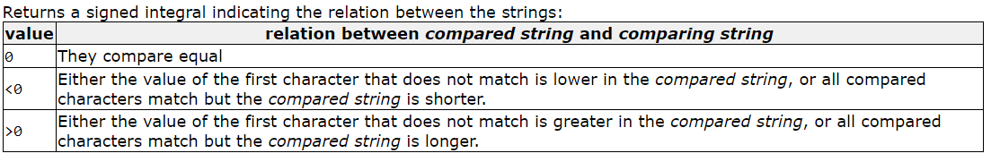 Returns a signed integral indicating the relation between the strings:
value relation between compared string and comparing string
0 They compare equal
<0 Either the value of the first character that does not match is lower in the compared string, or all compared
characters match but the compared string is shorter.
>0 Either the value of the first character that does not match is greater in the compared string, or all compared
characters match but the compared string is longer.